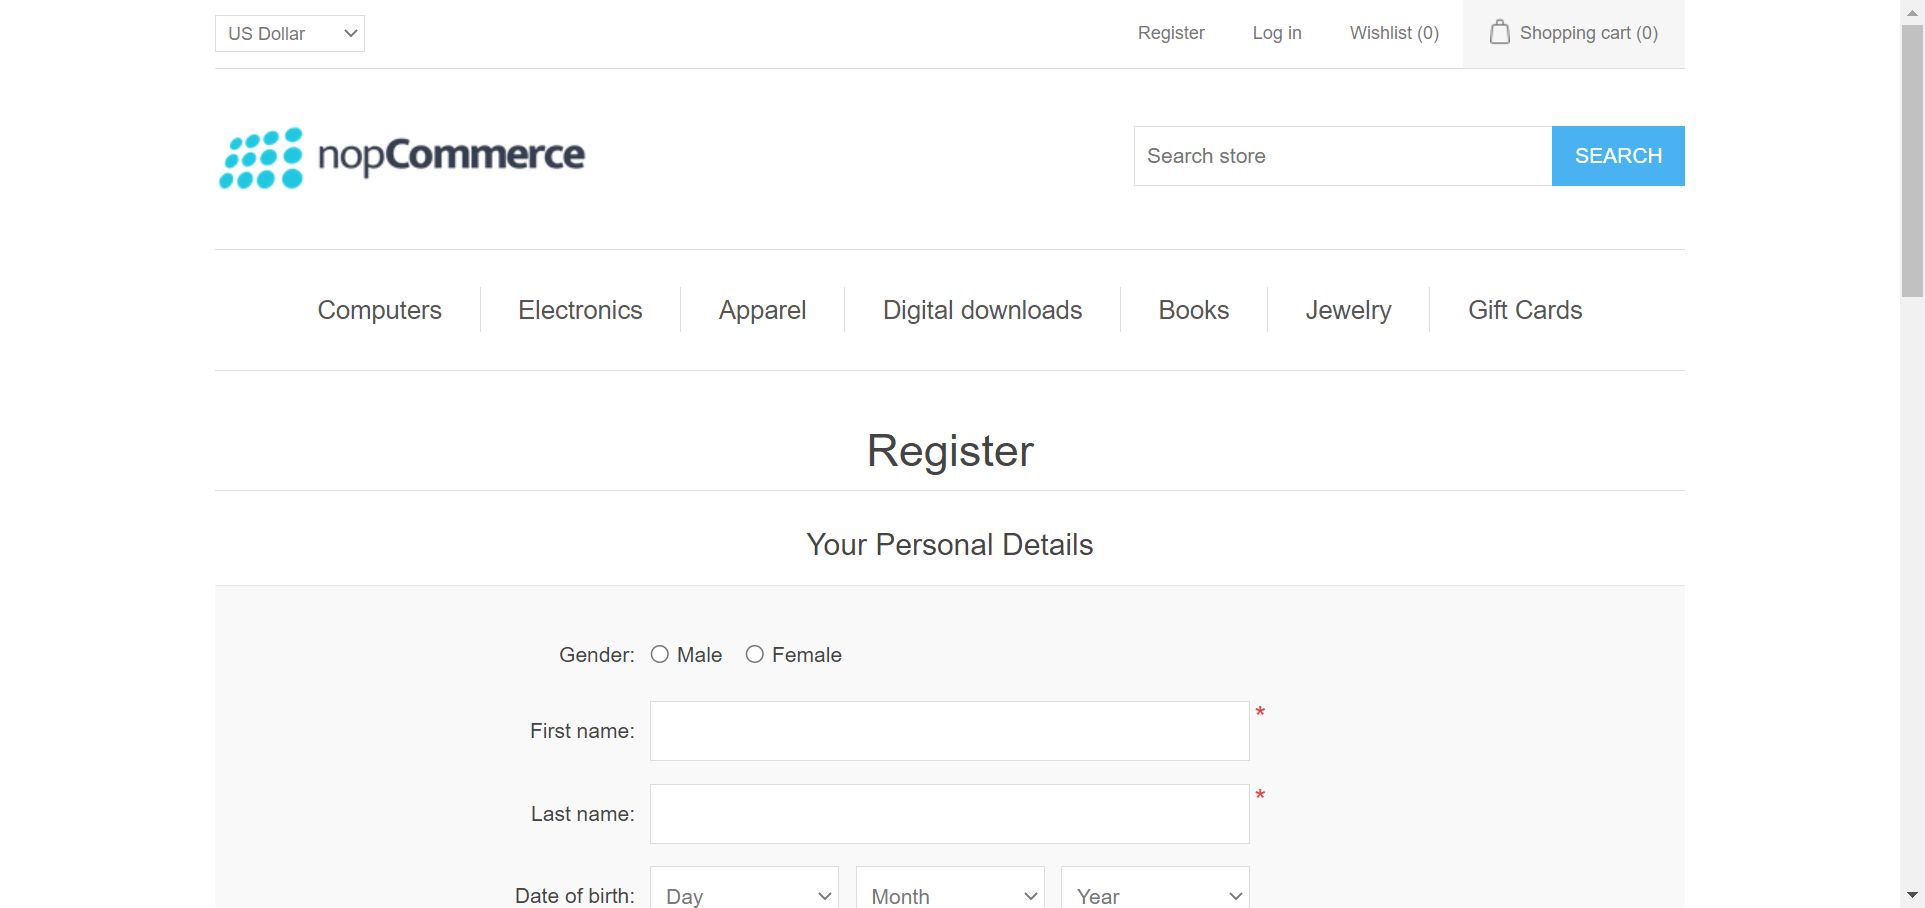 US Dollar Register Log in Wishlist (0) Shopping cart (0)
nopCommerce Search store SEARCH
Computers Electronics Apparel Digital downloads Books Jewelry Gift Cards
Register
Your Personal Details
Gender: Male Female
First name: *
Last name: *
Date of birth: Day Month Year